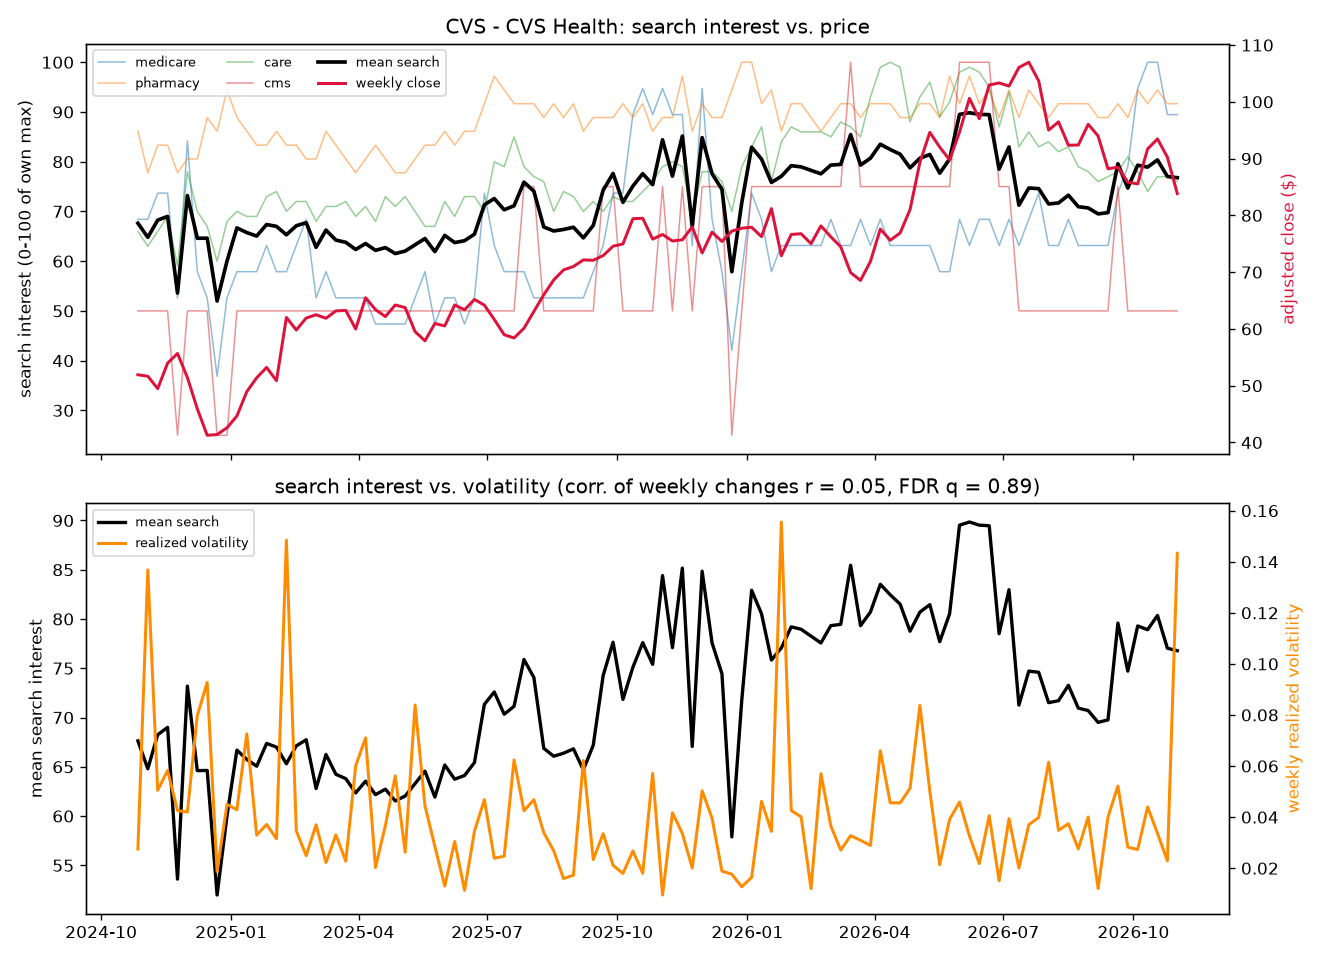 CVS - CVS Health: search interest vs. price
medicare
pharmacy
care
cms
mean search
weekly close
search interest (0-100 of own max)
100
90
80
70
60
50
40
30
adjusted close ($)
110
100
90
80
70
60
50
40
search interest vs. volatility (corr. of weekly changes r = 0.05, FDR q = 0.89)
mean search
realized volatility
mean search interest
90
85
80
75
70
65
60
55
weekly realized volatility
0.16
0.14
0.12
0.10
0.08
0.06
0.04
0.02
2024-10
2025-01
2025-04
2025-07
2025-10
2026-01
2026-04
2026-07
2026-10